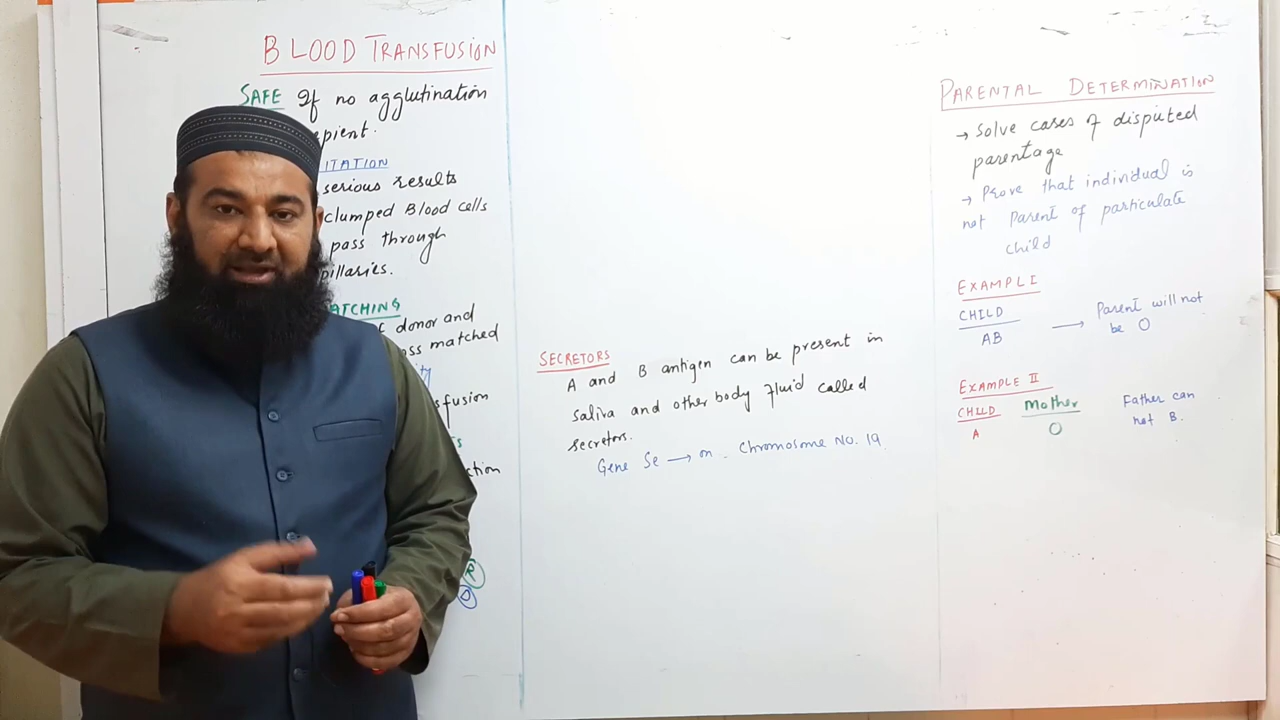 BLOOD TRANSFUSION
SAFE If no agglutination
serious results
clumped Blood cells
pass through
donor and
matched
SECRETORS
A and B antigen can be present in
saliva and other body fluid called
secretors.
Gene Se → on - Chromosome No. 19
PARENTAL DETERMINATION
→ Solve cases of disputed
parentage
→ Prove that individual is
not Parent of particulate
child
EXAMPL I
CHILD
AB → Parent will not
be O
EXAMPLE II
CHILD Mother Father can
A O not B.